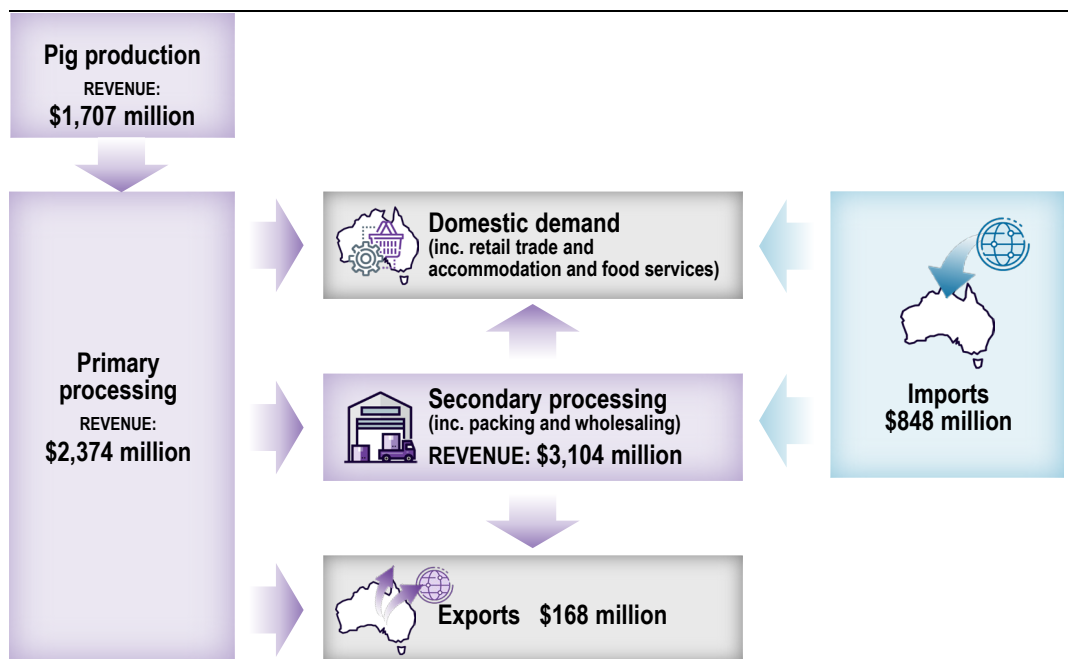 Pig production
REVENUE:
$1,707 million
Primary
processing
REVENUE:
$2,374 million
Domestic demand
(inc. retail trade and
accommodation and food services)
Secondary processing
(inc. packing and wholesaling)
REVENUE: $3,104 million
Exports $168 million
Imports
$848 million